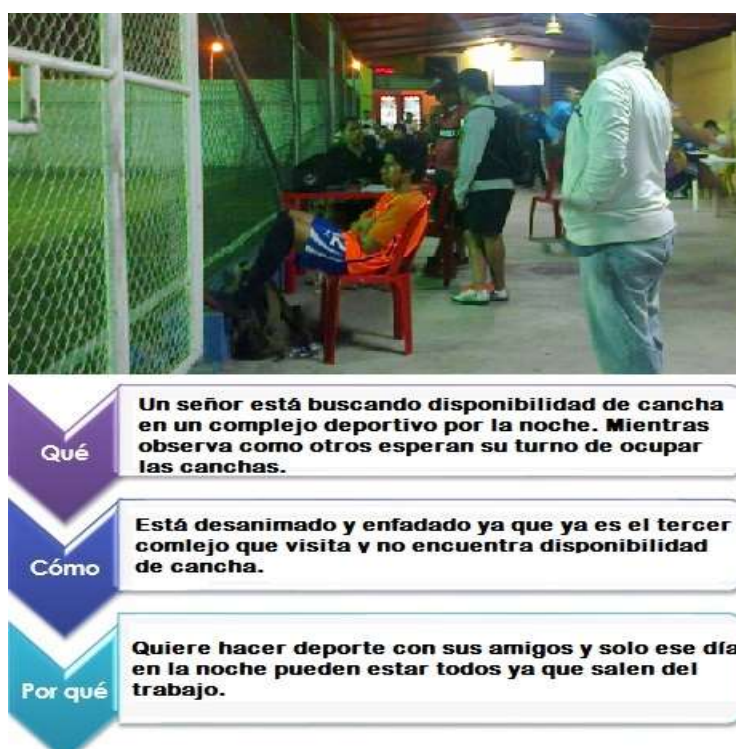 Qué
Un señor está buscando disponibilidad de cancha
en un complejo deportivo por la noche. Mientras
observa como otros esperan su turno de ocupar
las canchas.
Cómo
Está desanimado y enfadado ya que ya es el tercer
comlejo que visita y no encuentra disponibilidad
de cancha.
Por qué
Quiere hacer deporte con sus amigos y solo ese día
en la noche pueden estar todos ya que salen del
trabajo.